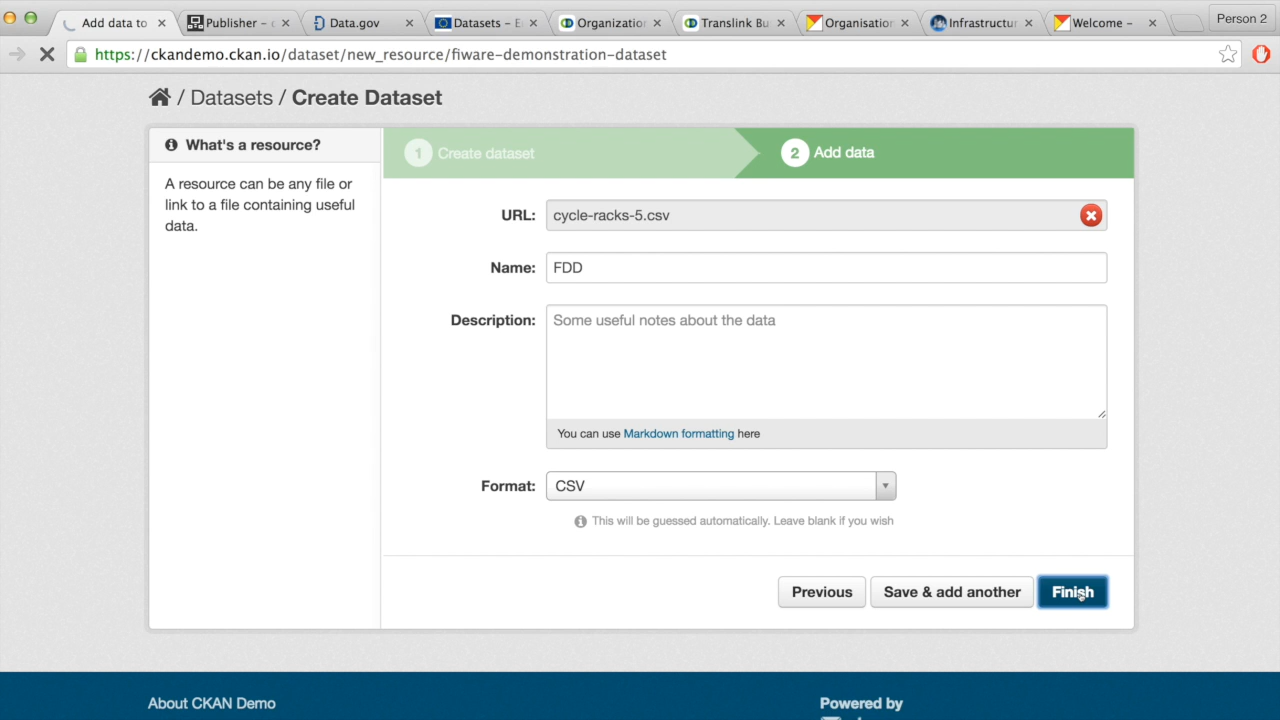 Add data to
Publisher –
Data.gov
Datasets –
Organization
Translink Bu
Organisation
Infrastructur
Welcome –
Person 2
https://ckandemo.ckan.io/dataset/new_resource/fiware-demonstration-dataset
/ Datasets / Create Dataset
What's a resource?
A resource can be any file or
link to a file containing useful
data.
1 Create dataset
2 Add data
URL: cycle-racks-5.csv
Name: FDD
Description: Some useful notes about the data
You can use Markdown formatting here
Format: CSV
This will be guessed automatically. Leave blank if you wish
Previous
Save & add another
Finish
About CKAN Demo
Powered by